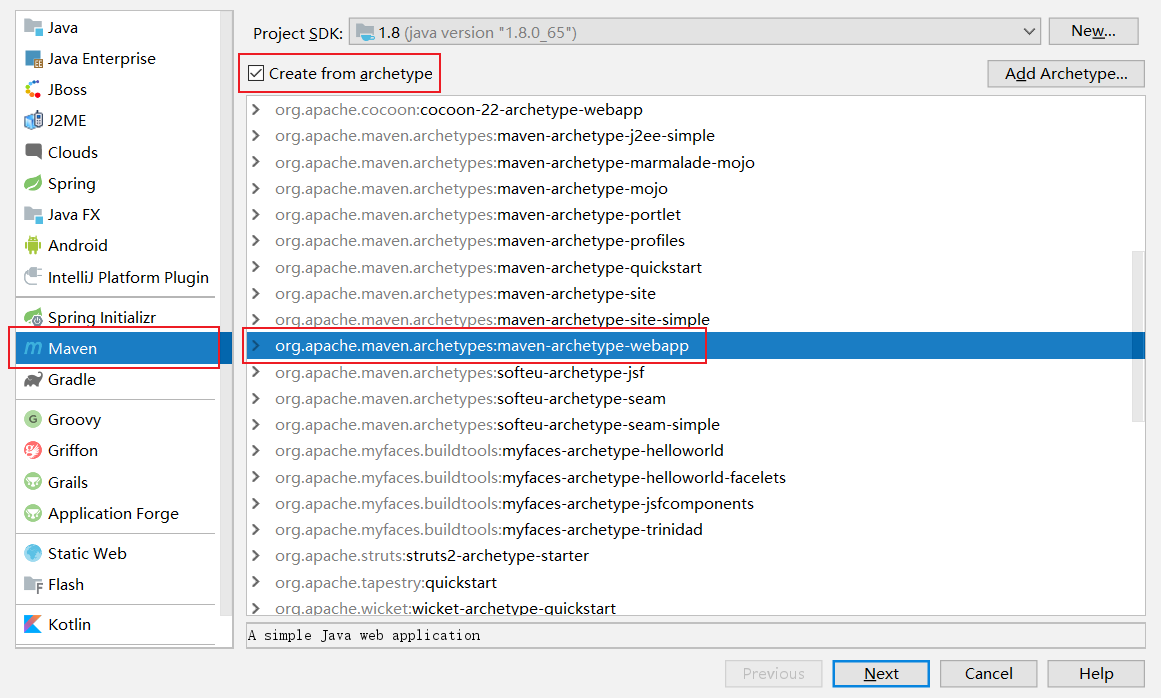 Java
Java Enterprise
JBoss
J2ME
Clouds
Spring
Java FX
Android
IntelliJ Platform Plugin
Spring Initializr
Maven
Gradle
Groovy
Griffon
Grails
Application Forge
Static Web
Flash
Kotlin
Project SDK: 1.8 (java version "1.8.0_65") New...
Create from archetype Add Archetype...
org.apache.cocoon:cocoon-22-archetype-webapp
org.apache.maven.archetypes:maven-archetype-j2ee-simple
org.apache.maven.archetypes:maven-archetype-marmalade-mojo
org.apache.maven.archetypes:maven-archetype-mojo
org.apache.maven.archetypes:maven-archetype-portlet
org.apache.maven.archetypes:maven-archetype-profiles
org.apache.maven.archetypes:maven-archetype-quickstart
org.apache.maven.archetypes:maven-archetype-site
org.apache.maven.archetypes:maven-archetype-site-simple
org.apache.maven.archetypes:maven-archetype-webapp
org.apache.maven.archetypes:softeu-archetype-jsf
org.apache.maven.archetypes:softeu-archetype-seam
org.apache.maven.archetypes:softeu-archetype-seam-simple
org.apache.myfaces.buildtools:myfaces-archetype-helloworld
org.apache.myfaces.buildtools:myfaces-archetype-helloworld-facelets
org.apache.myfaces.buildtools:myfaces-archetype-jsfcomponents
org.apache.myfaces.buildtools:myfaces-archetype-trinidad
org.apache.struts:struts2-archetype-starter
org.apache.tapestry:quickstart
org.apache.wicket:wicket-archetype-quickstart
A simple Java web application
Previous Next Cancel Help